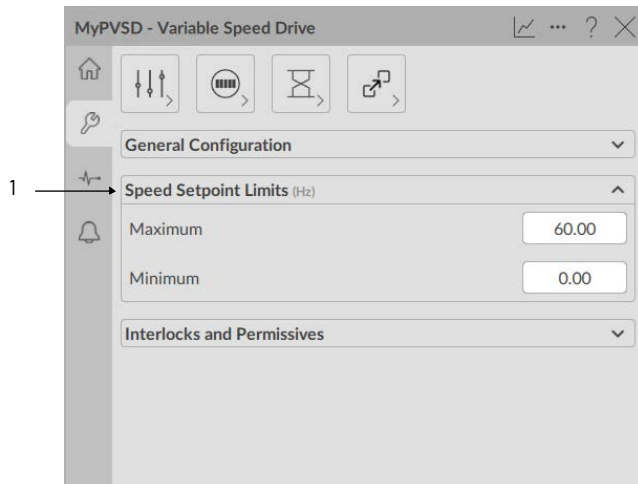 MyPVSD - Variable Speed Drive
?
General Configuration
1
Speed Setpoint Limits (Hz)
Maximum 60.00
Minimum 0.00
Interlocks and Permissives